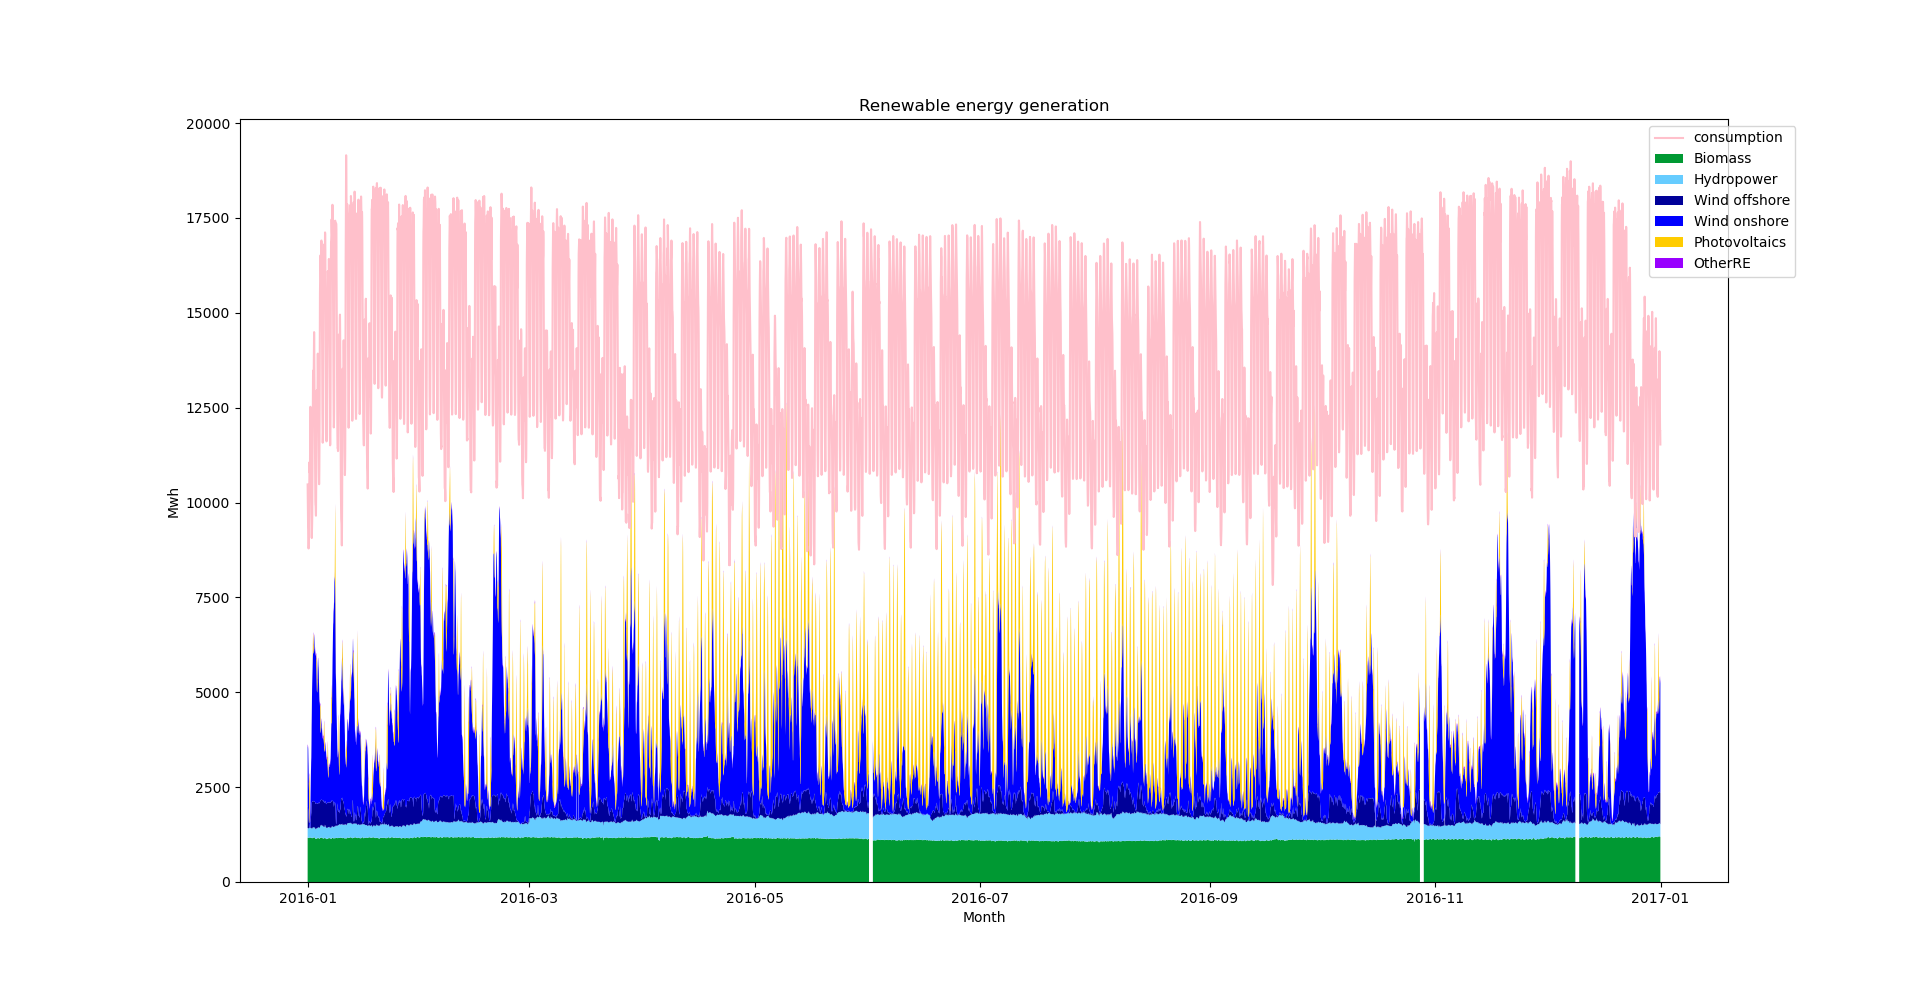 Renewable energy generation
20000
17500
15000
12500
10000
7500
5000
2500
0
Mwh
consumption
Biomass
Hydropower
Wind offshore
Wind onshore
Photovoltaics
OtherRE
2016-01 2016-03 2016-05 2016-07 2016-09 2016-11 2017-01
Month